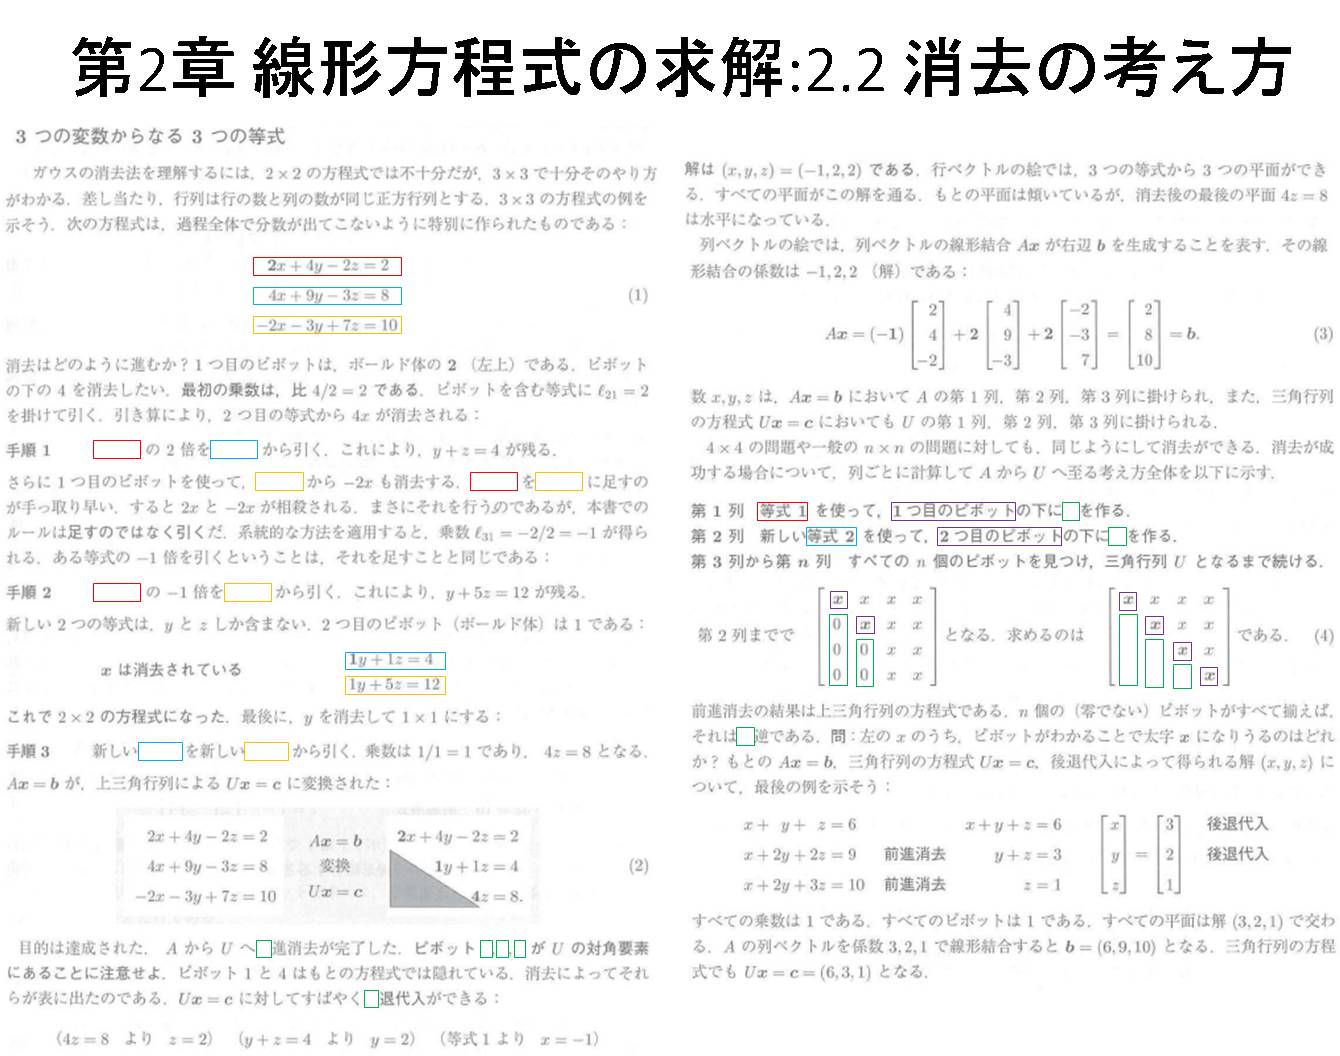 第2章 線形方程式の求解:2.2 消去の考え方
3 つの変数からなる 3 つの等式
ガウスの消去法を理解するには，2×2 の方程式では不十分だが，3×3 で十分そのやり方
がわかる．差し当たり，行列は行の数と列の数が同じ正方行列とする．3×3 の方程式の例を
示そう．次の方程式は，過程全体で分数が出てこないように特別に作られたものである：
2x + 4y − 2z = 2
4x + 9y − 3z = 8 (1)
−2x − 3y + 7z = 10
消去はどのように進むか？1 つ目のピボットは，ボールド体の 2 （左上）である．ピボット
の下の 4 を消去したい．最初の乗数は，比 4/2 = 2 である．ピボットを含む等式に ℓ21 = 2
を掛けて引く．引き算により，2 つ目の等式から 4x が消去される：
手順 1 の 2 倍を から引く．これにより，y + z = 4 が残る．
さらに 1 つ目のピボットを使って， から −2x も消去する． を に足すの
が手っ取り早い．すると 2x と −2x が相殺される．まさにそれを行うのであるが，本書での
ルールは足すのではなく引くだ．系統的な方法を適用すると，乗数 ℓ31 = −2/2 = −1 が得ら
れる．ある等式の −1 倍を引くということは，それを足すことと同じである：
手順 2 の −1 倍を から引く．これにより，y + 5z = 12 が残る．
新しい 2 つの等式は，y と z しか含まない．2 つ目のピボット（ボールド体）は 1 である：
x は消去されている 1y + 1z = 4
1y + 5z = 12
これで 2×2 の方程式になった．最後に，y を消去して 1×1 にする：
手順 3 新しい を新しい から引く．乗数は 1/1 = 1 であり，4z = 8 となる．
Ax = b が，上三角行列による Ux = c に変換された：
2x + 4y − 2z = 2 Ax = b 2x + 4y − 2z = 2
4x + 9y − 3z = 8 変換 1y + 1z = 4 (2)
−2x − 3y + 7z = 10 Ux = c 4z = 8.
目的は達成された．A から U へ 進消去が完了した．ピボット , , が U の対角要素
にあることに注意せよ．ピボット 1 と 4 はもとの方程式では隠れている．消去によってそれ
らが表に出たのである．Ux = c に対してすばやく 退代入ができる：
（4z = 8 より z = 2） （y + z = 4 より y = 2） （等式 1 より x = −1）
解は (x, y, z) = (−1, 2, 2) である．行ベクトルの絵では，3 つの等式から 3 つの平面ができ
る．すべての平面がこの解を通る．もとの平面は傾いているが，消去後の最後の平面 4z = 8
は水平になっている．
列ベクトルの絵では，列ベクトルの線形結合 Ax が右辺 b を生成することを表す．その線
形結合の係数は −1, 2, 2 （解）である：
2 4 −2 2
Ax = (−1) 4 + 2 9 + 2 −3 = 8 = b. (3)
−2 −3 7 10
数 x, y, z は，Ax = b において A の第 1 列，第 2 列，第 3 列に掛けられ，また，三角行列
の方程式 Ux = c においても U の第 1 列，第 2 列，第 3 列に掛けられる．
4×4 の問題や一般の n×n の問題に対しても，同じようにして消去ができる．消去が成
功する場合について，列ごとに計算して A から U へ至る考え方全体を以下に示す．
第 1 列 等式 1 を使って，1 つ目のピボットの下に を作る．
第 2 列 新しい等式 2 を使って，2 つ目のピボットの下に を作る．
第 3 列から第 n 列 すべての n 個のピボットを見つけ，三角行列 U となるまで続ける．
x x x x x x x x
0 x x x x x x
第 2 列までで 0 0 x x となる．求めるのは x x である． (4)
0 0 x x x
前進消去の結果は上三角行列の方程式である．n 個の（零でない）ピボットがすべて揃えば，
それは 逆である．問：左の x のうち，ピボットがわかることで太字 x になりうるのはどれ
か？もとの Ax = b，三角行列の方程式 Ux = c，後退代入によって得られる解 (x, y, z) に
ついて，最後の例を示そう：
x + y + z = 6 x + y + z = 6 x 3 後退代入
x + 2y + 2z = 9 前進消去 y + z = 3 y = 2 後退代入
x + 2y + 3z = 10 前進消去 z = 1 z 1
すべての乗数は 1 である．すべてのピボットは 1 である．すべての平面は解 (3, 2, 1) で交わ
る．A の列ベクトルを係数 3, 2, 1 で線形結合すると b = (6, 9, 10) となる．三角行列の方程
式でも Ux = c = (6, 3, 1) となる．